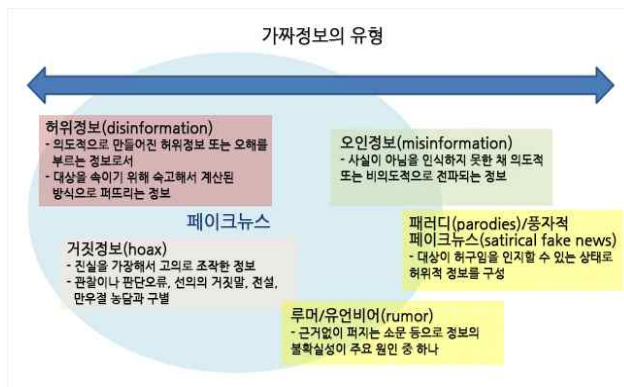 가짜정보의 유형
허위정보(disinformation)
- 의도적으로 만들어진 허위정보 또는 오해를
부르는 정보로서
- 대상을 속이기 위해 숙고해서 계산된
방식으로 퍼뜨리는 정보
오인정보(misinformation)
- 사실이 아님을 인식하지 못한 채 의도적
또는 비의도적으로 전파되는 정보
페이크뉴스
패러디(parodies)/풍자적
페이크뉴스(satirical fake news)
- 대상이 허구임을 인지할 수 있는 상태로
허위적 정보를 구성
거짓정보(hoax)
- 진실을 가장해서 고의로 조작한 정보
- 관찰이나 판단오류, 선의의 거짓말, 전설,
만우절 농담과 구별
루머/유언비어(rumor)
- 근거없이 퍼지는 소문 등으로 정보의
불확실성이 주요 원인 중 하나